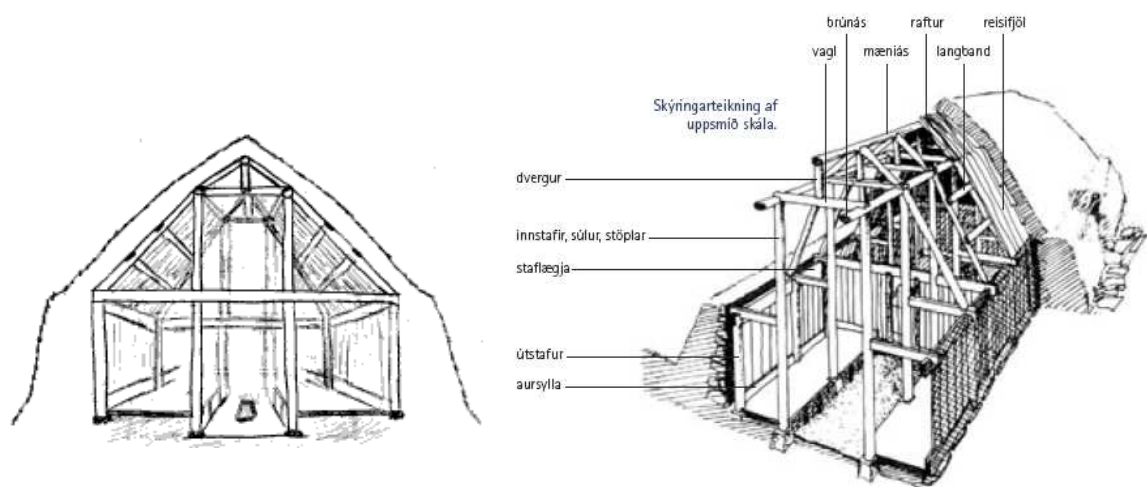 brúnás
raftur
reisifjöl
vagl
mæniás
langband
Skýringarteikning af
uppsmíð skála.
dvergur
innstafir, súlur, stöplar
staflægja
útstafur
aursylla